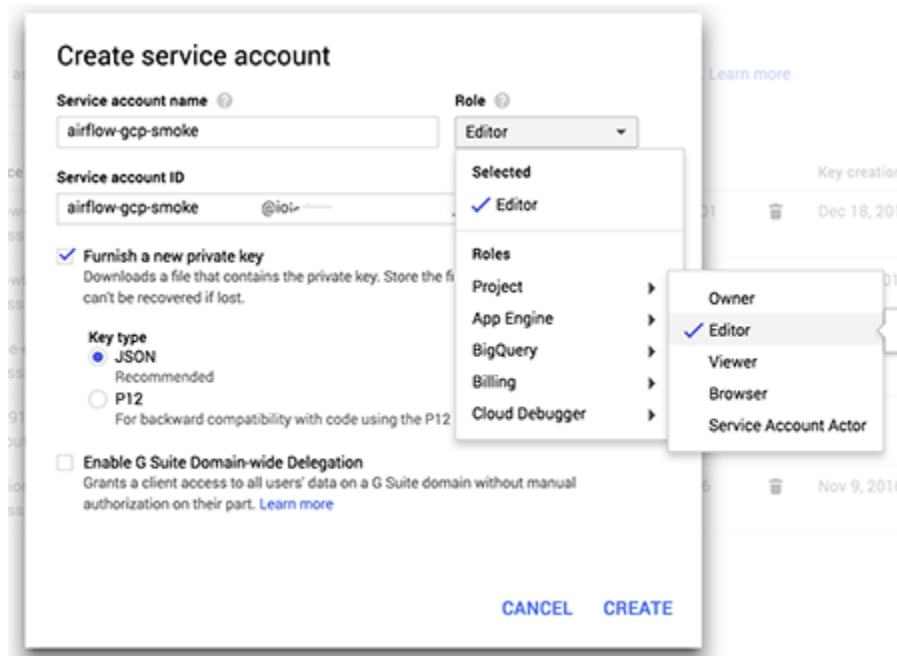 Create service account
Service account name
Role
airflow-gcp-smoke
Editor
Service account ID
airflow-gcp-smoke
Selected
Editor
Furnish a new private key
Downloads a file that contains the private key. Store the
can't be recovered if lost.
Key type
JSON
Recommended
P12
For backward compatibility with code using the P12
Roles
Project
App Engine
BigQuery
Billing
Cloud Debugger
Owner
Editor
Viewer
Browser
Service Account Actor
Enable G Suite Domain-wide Delegation
Grants a client access to all users' data on a G Suite domain without manual
authorization on their part. Learn more
CANCEL CREATE
Learn more
Key creation
Dec 18, 201
Nov 9, 2016